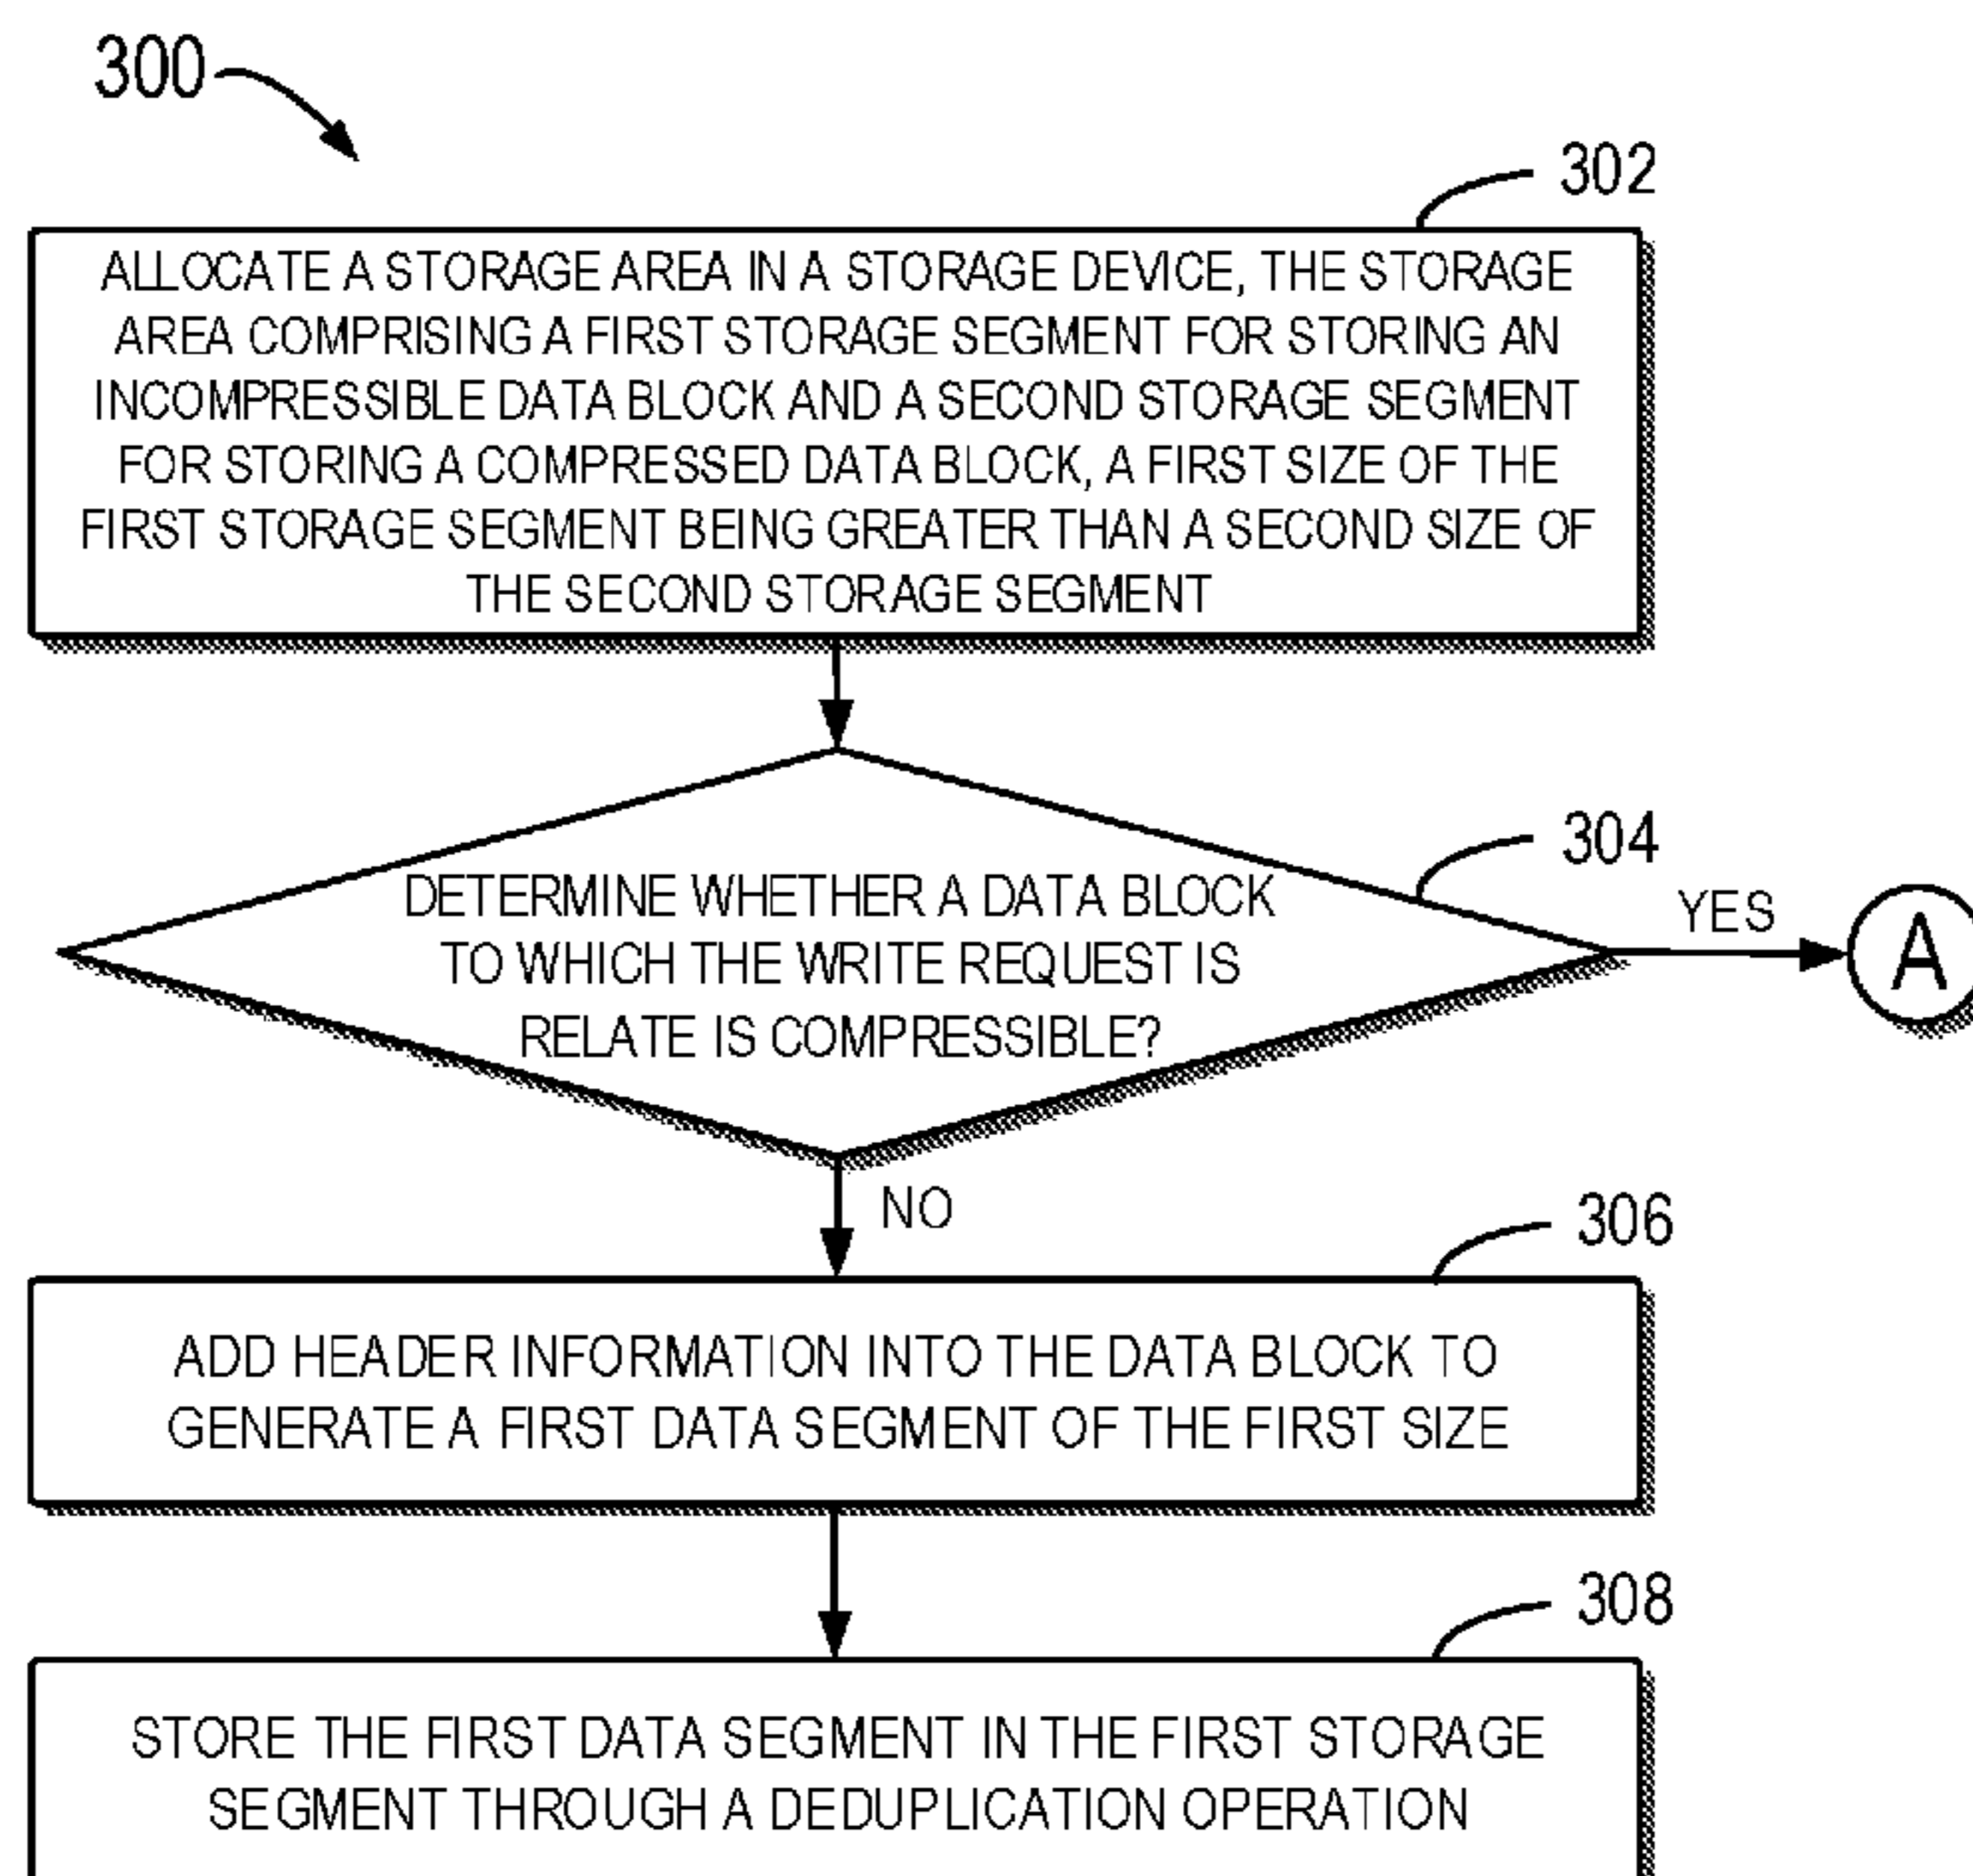 300
302
ALLOCATE A STORAGE AREA IN A STORAGE DEVICE, THE STORAGE
AREA COMPRISING A FIRST STORAGE SEGMENT FOR STORING AN
INCOMPRESSIBLE DATA BLOCK AND A SECOND STORAGE SEGMENT
FOR STORING A COMPRESSED DATA BLOCK, A FIRST SIZE OF THE
FIRST STORAGE SEGMENT BEING GREATER THAN A SECOND SIZE OF
THE SECOND STORAGE SEGMENT
304
DETERMINE WHETHER A DATA BLOCK
TO WHICH THE WRITE REQUEST IS
RELATE IS COMPRESSIBLE?
YES
A
NO
306
ADD HEADER INFORMATION INTO THE DATA BLOCK TO
GENERATE A FIRST DATA SEGMENT OF THE FIRST SIZE
308
STORE THE FIRST DATA SEGMENT IN THE FIRST STORAGE
SEGMENT THROUGH A DEDUPLICATION OPERATION